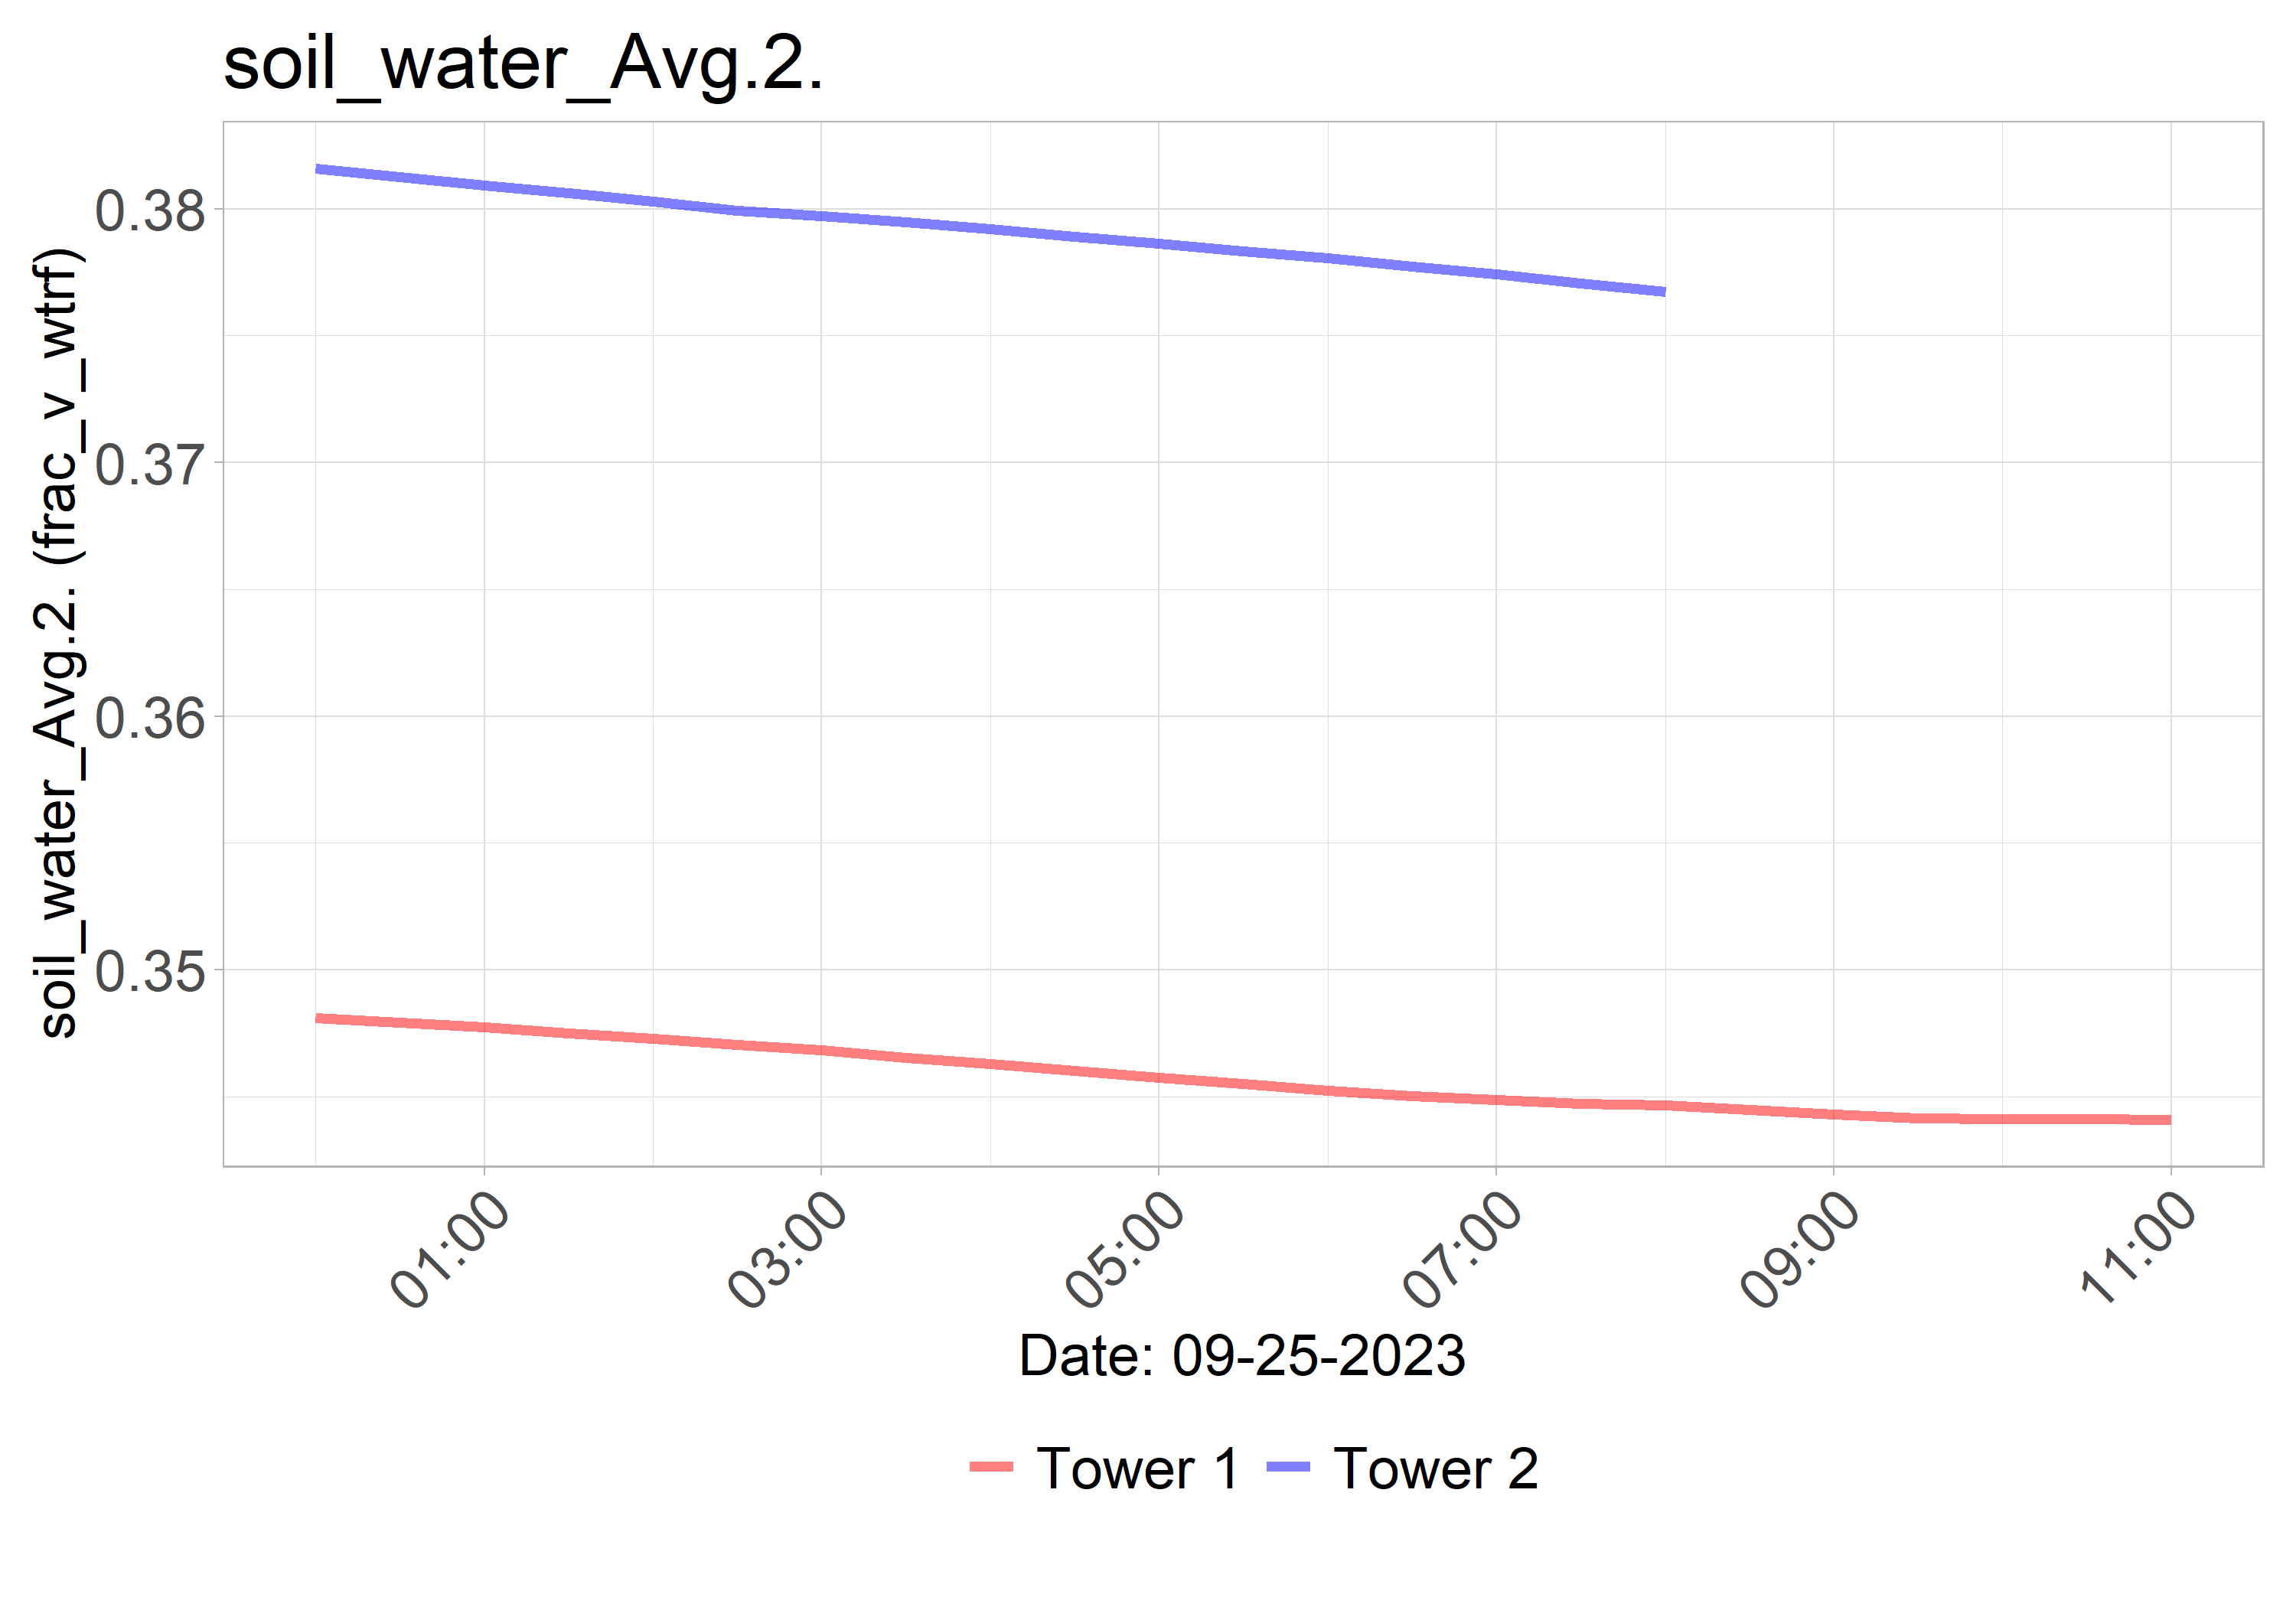 soil_water_Avg.2.
soil_water_Avg.2. (frac_v_wtrf)
0.38
0.37
0.36
0.35
01:00
03:00
05:00
07:00
09:00
11:00
Date: 09-25-2023
Tower 1
Tower 2